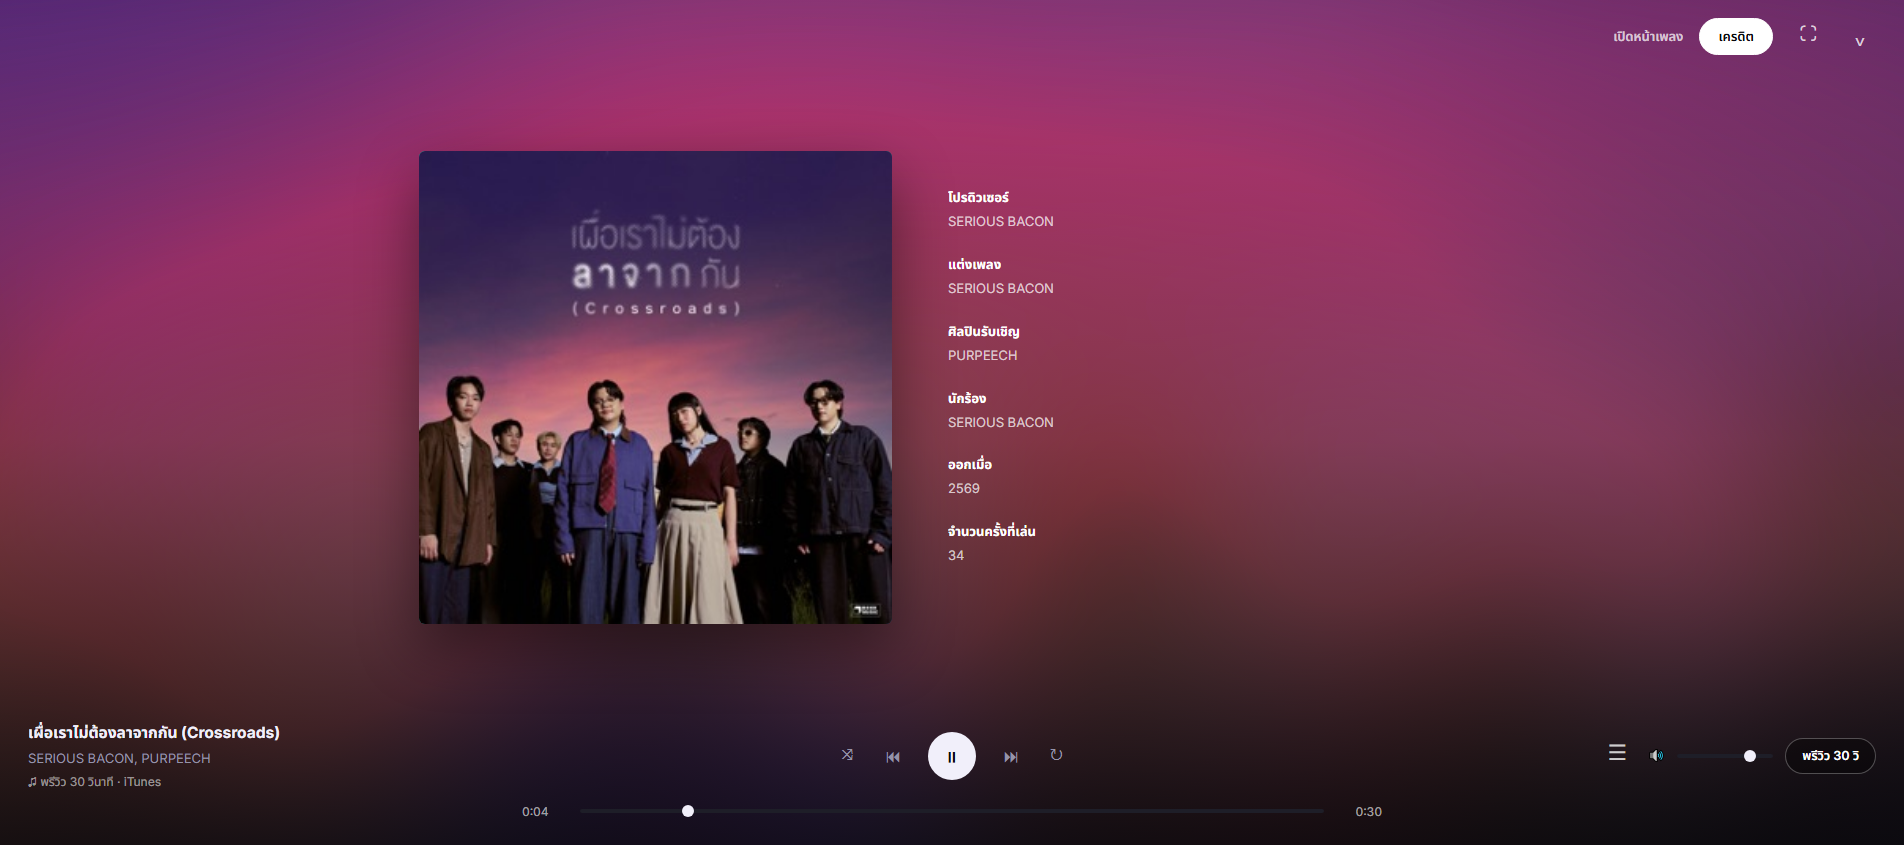 เปิดหน้าเพลง
เครดิต
เผื่อเราไม่ต้อง
ลาจากกัน
(Crossroads)
โปรดิวเซอร์
SERIOUS BACON
แต่งเพลง
SERIOUS BACON
ศิลปินรับเชิญ
PURPEECH
นักร้อง
SERIOUS BACON
ออกเมื่อ
2569
จำนวนครั้งที่เล่น
34
เผื่อเราไม่ต้องลาจากกัน (Crossroads)
SERIOUS BACON, PURPEECH
♫ พรีวิว 30 วินาที · iTunes
พรีวิว 30 วิ
0:04
0:30